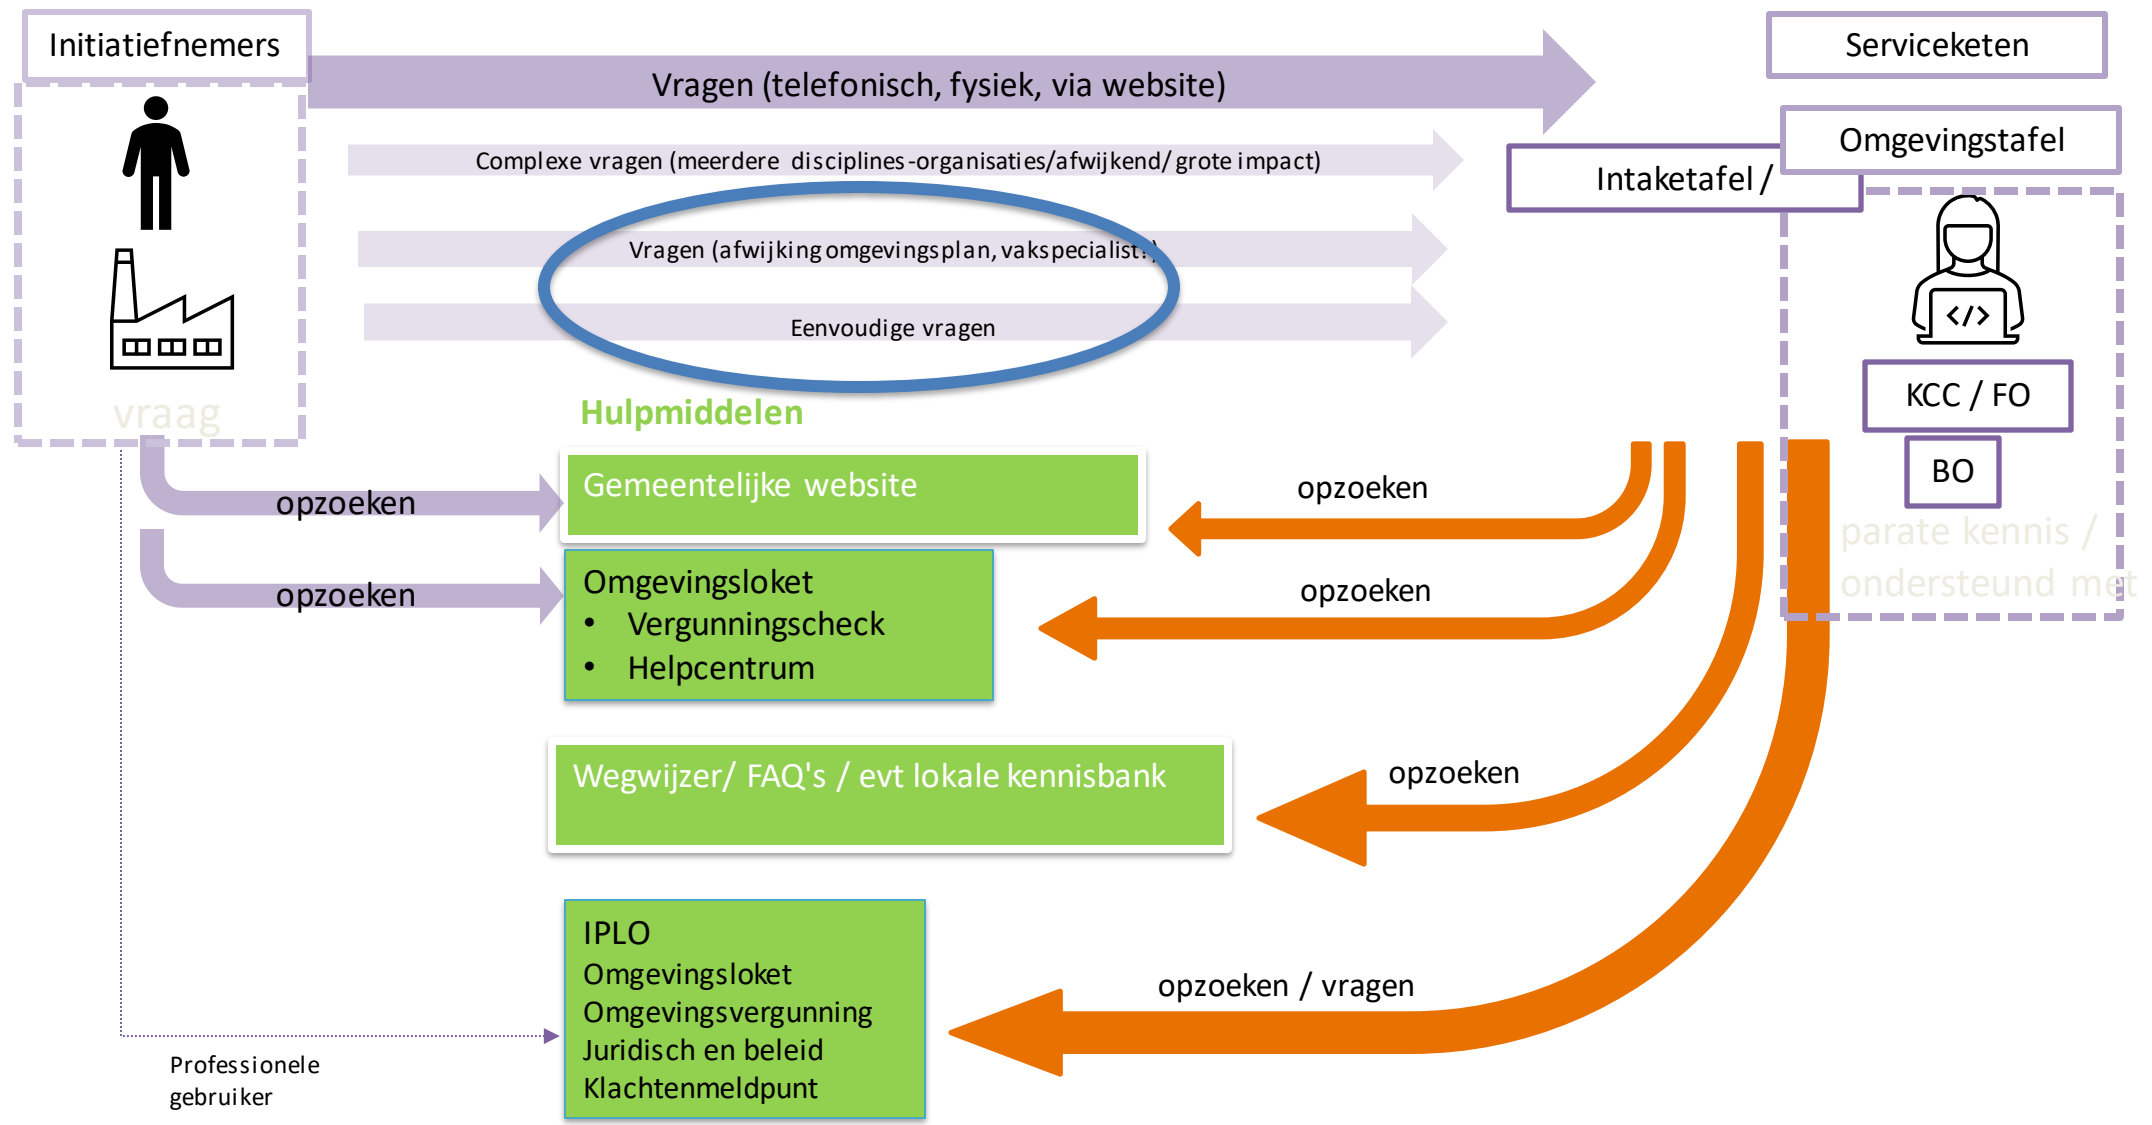 Initiatiefnemers
Serviceketen
Vragen (telefonisch, fysiek, via website)
Omgevingstafel
Complexe vragen (meerdere disciplines-organisaties/afwijkend/ grote impact)
Intaketafel /
Vragen (afwijking omgevingsplan, vakspecialist?)
</>
Eenvoudige vragen
KCC / FO
vraag
Hulpmiddelen
BO
Gemeentelijke website
opzoeken
opzoeken
parate kennis /
ondersteund met
Omgevingsloket
• Vergunningscheck
• Helpcentrum
opzoeken
opzoeken
Wegwijzer/ FAQ's / evt lokale kennisbank
opzoeken
IPLO
Omgevingsloket
Omgevingsvergunning
Juridisch en beleid
Klachtenmeldpunt
opzoeken / vragen
Professionele
gebruiker